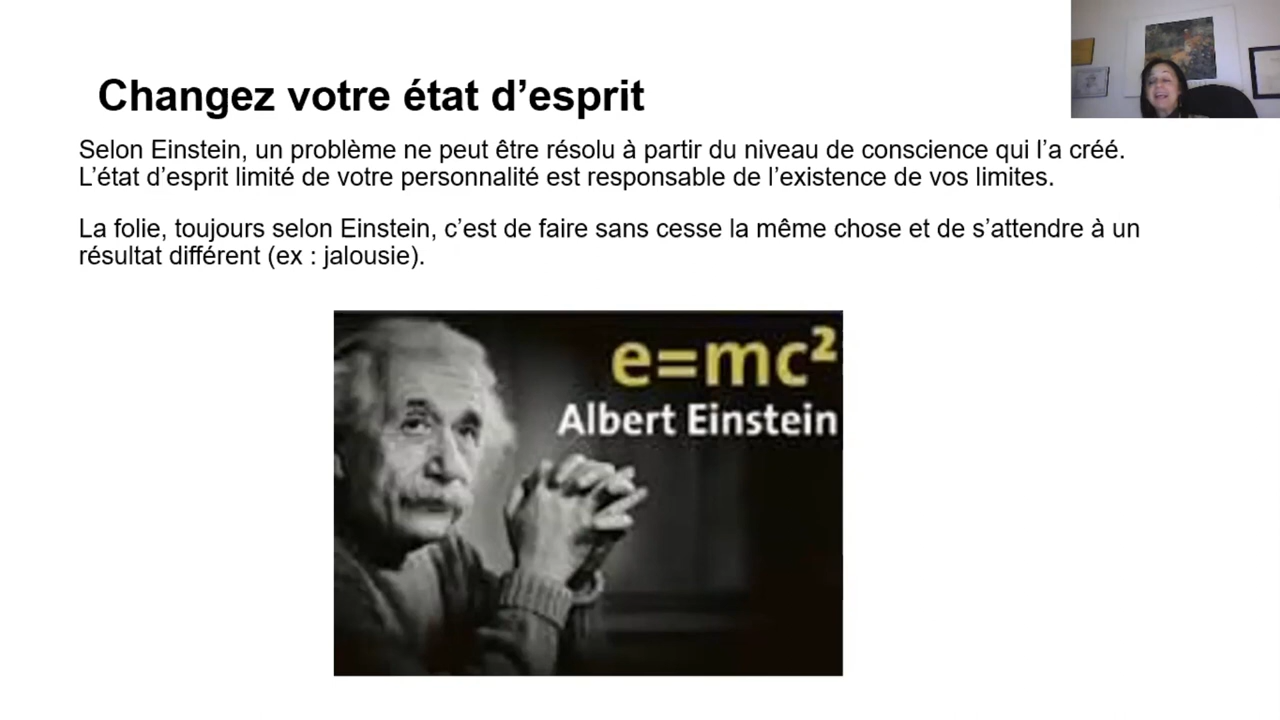 Changez votre état d’esprit
Selon Einstein, un problème ne peut être résolu à partir du niveau de conscience qui l’a créé.
L’état d’esprit limité de votre personnalité est responsable de l’existence de vos limites.
La folie, toujours selon Einstein, c’est de faire sans cesse la même chose et de s’attendre à un
résultat différent (ex : jalousie).
e=mc²
Albert Einstein